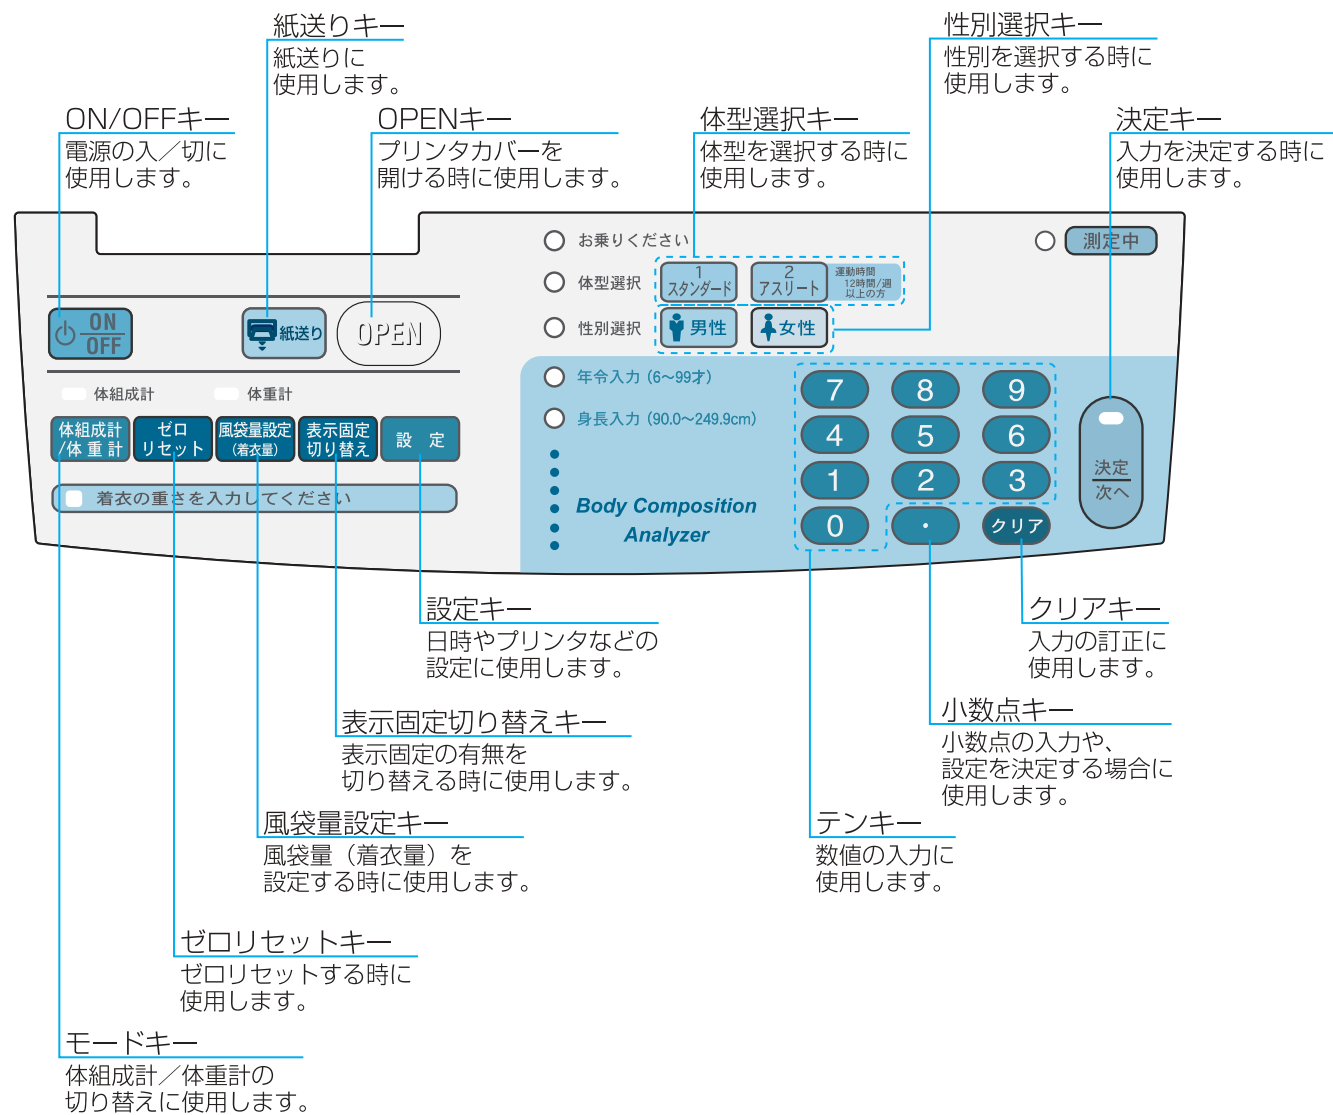 紙送りキー
紙送りに
使用します。
性別選択キー
性別を選択する時に
使用します。
ON/OFFキー
電源の入／切に
使用します。
OPENキー
プリンタカバーを
開ける時に使用します。
体型選択キー
体型を選択する時に
使用します。
決定キー
入力を決定する時に
使用します。
お乗りください
測定中
体型選択
1
スタンダード
2
アスリート
運動時間
12時間/週
以上の方
ON
OFF
紙送り
OPEN
性別選択
男性
女性
体組成計
体重計
年令入力（6〜99才）
身長入力（90.0〜249.9cm）
7
8
9
4
5
6
1
2
3
0
・
クリア
決定
次へ
体組成計
/体重計
ゼロ
リセット
風袋量設定
（着衣量）
表示固定
切り替え
設 定
着衣の重さを入力してください
Body Composition
Analyzer
設定キー
日時やプリンタなどの
設定に使用します。
クリアキー
入力の訂正に
使用します。
表示固定切り替えキー
表示固定の有無を
切り替える時に使用します。
小数点キー
小数点の入力や、
設定を決定する場合に
使用します。
風袋量設定キー
風袋量（着衣量）を
設定する時に使用します。
テンキー
数値の入力に
使用します。
ゼロリセットキー
ゼロリセットする時に
使用します。
モードキー
体組成計／体重計の
切り替えに使用します。